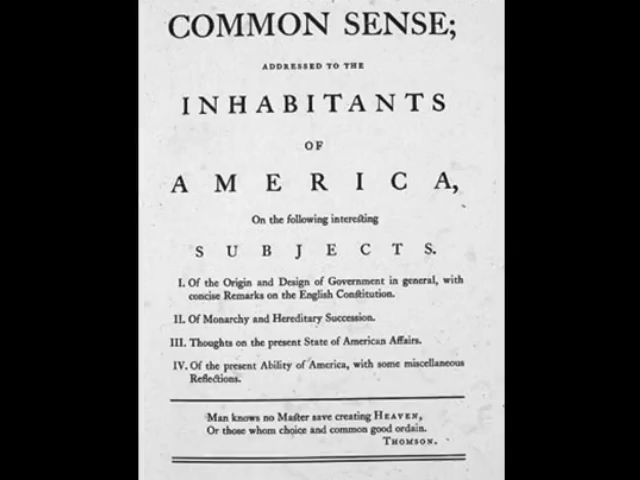 COMMON SENSE;
ADDRESSED TO THE
INHABITANTS
OF
AMERICA,
On the following intereſting
SUBJECTS.
I. Of the Origin and Design of Government in general, with
concise Remarks on the English Conſtitution.
II. Of Monarchy and Hereditary Succession.
III. Thoughts on the present State of American Affairs.
IV. Of the present Ability of America, with some miscellaneous
Reflections.
Man knows no Maſter save creating HEAVEN,
Or those whom choice and common good ordain.
THOMSON.